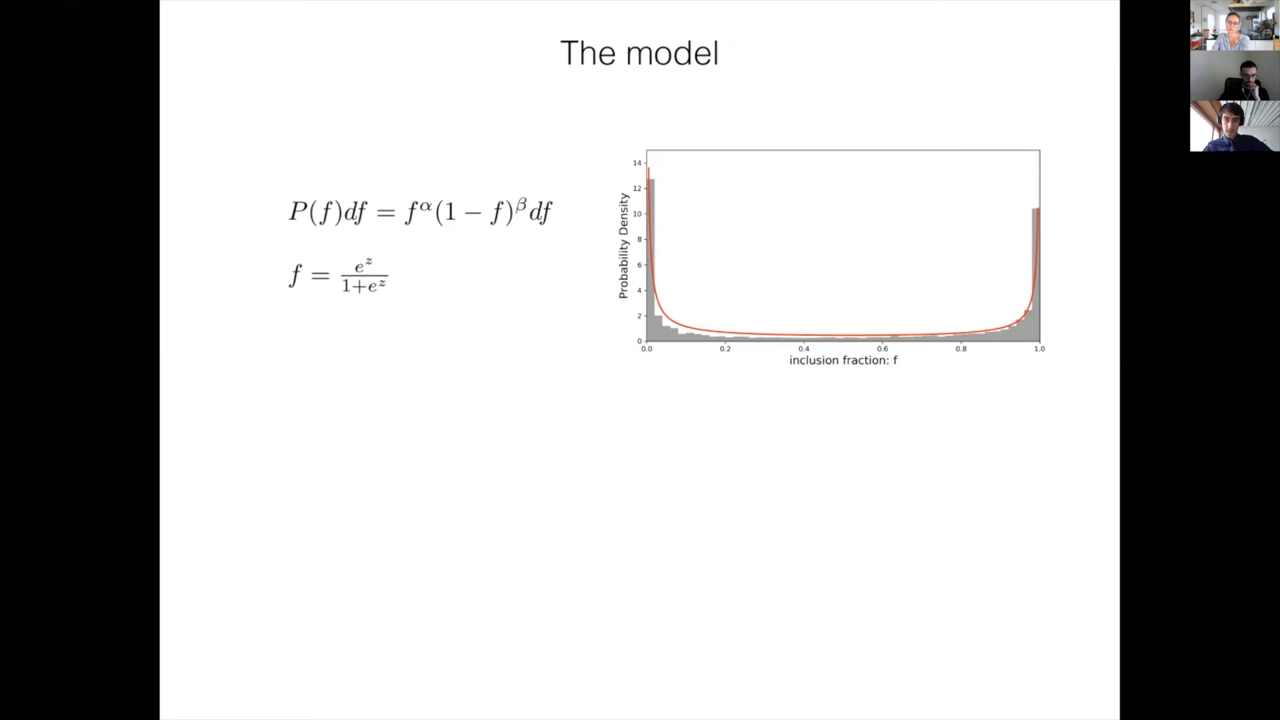 The model
P(f)df = f^α(1 − f)^β df
f = e^z / 1+e^z
Probability Density
14
12
10
8
6
4
2
0
0.0 0.2 0.4 0.6 0.8 1.0
inclusion fraction: f